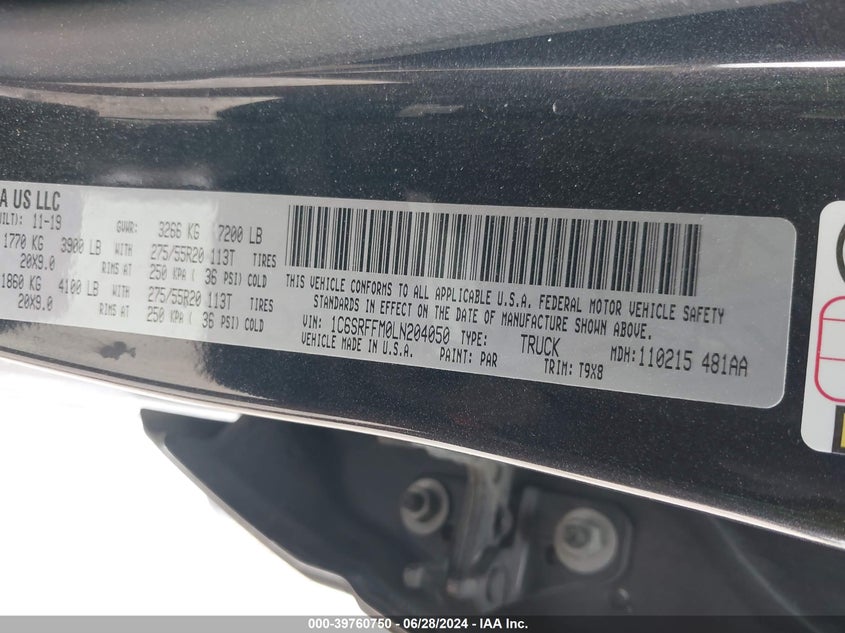 A US LLC
ILT): 11-19 GVWR: 3266 KG 7200 LB
1770 KG 3900 LB WITH 275/55R20 113T TIRES
20X9.0 RIMS AT 250 KPA ( 36 PSI) COLD
1860 KG 4100 LB WITH 275/55R20 113T TIRES
20X9.0 RIMS AT 250 KPA ( 36 PSI) COLD
THIS VEHICLE CONFORMS TO ALL APPLICABLE U.S.A. FEDERAL MOTOR VEHICLE SAFETY
STANDARDS IN EFFECT ON THE DATE OF MANUFACTURE SHOWN ABOVE.
VIN: 1C6SRFFM0LN204050 TYPE: TRUCK MDH:110215 481AA
VEHICLE MADE IN U.S.A. PAINT: PAR TRIM: T9X8
000-39760750 - 06/28/2024 - IAA Inc.